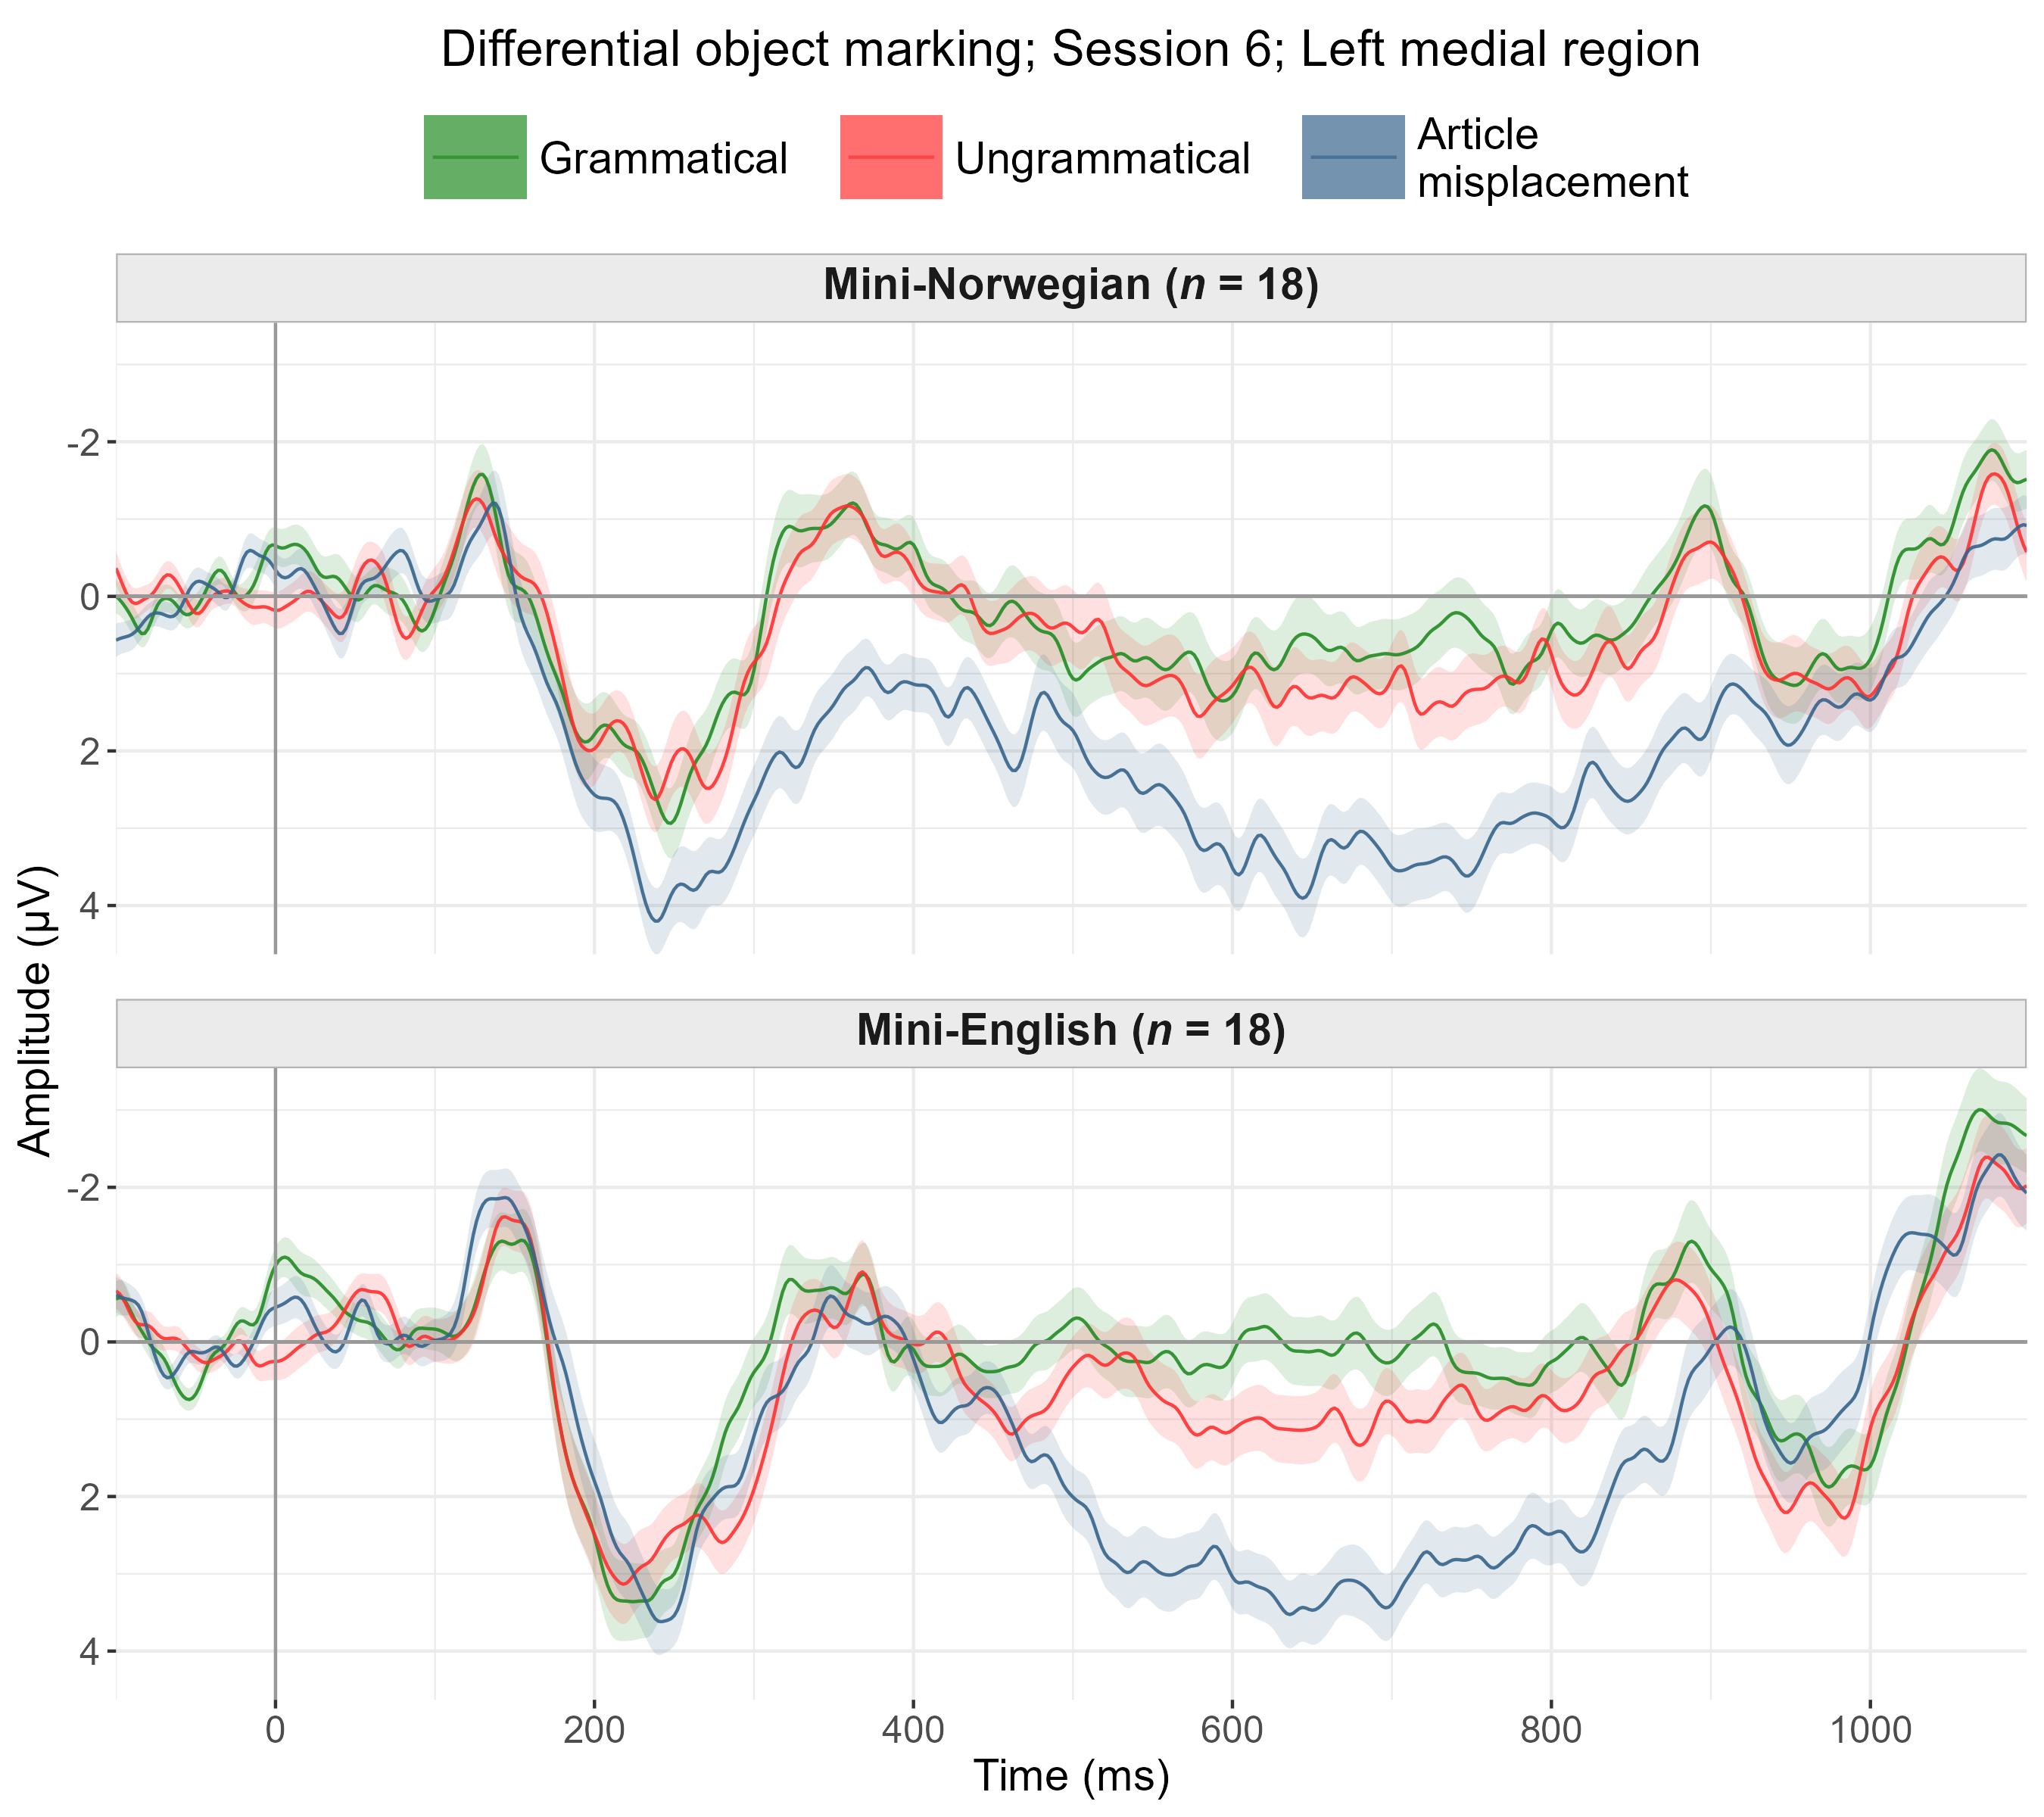 Differential object marking; Session 6; Left medial region
Grammatical
Ungrammatical
Article
misplacement
Mini-Norwegian (n = 18)
-2
0
2
4
Amplitude (µV)
Mini-English (n = 18)
-2
0
2
4
0 200 400 600 800 1000
Time (ms)